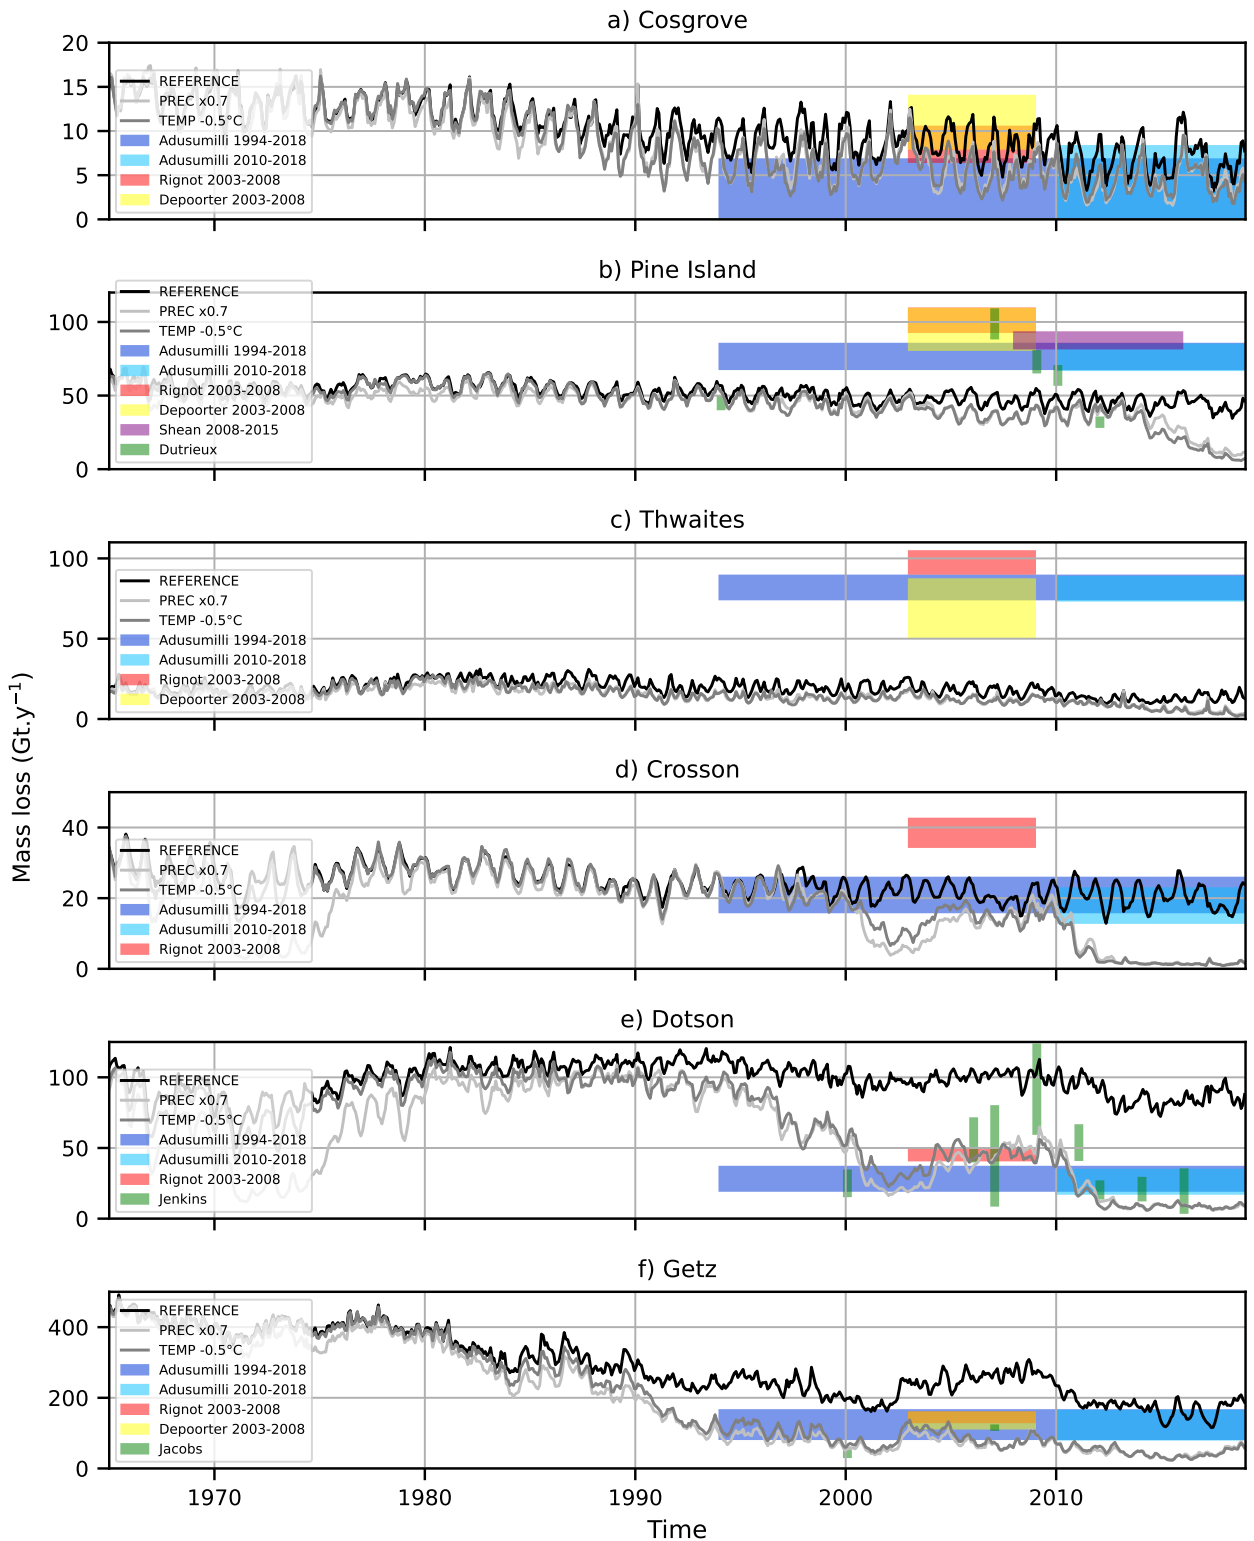 a) Cosgrove
20
15
10
5
0
REFERENCE
PREC x0.7
TEMP -0.5°C
Adusumilli 1994-2018
Adusumilli 2010-2018
Rignot 2003-2008
Depoorter 2003-2008
b) Pine Island
100
50
0
REFERENCE
PREC x0.7
TEMP -0.5°C
Adusumilli 1994-2018
Adusumilli 2010-2018
Rignot 2003-2008
Depoorter 2003-2008
Shean 2008-2015
Dutrieux
c) Thwaites
100
50
0
REFERENCE
PREC x0.7
TEMP -0.5°C
Adusumilli 1994-2018
Adusumilli 2010-2018
Rignot 2003-2008
Depoorter 2003-2008
Mass loss (Gt.y⁻¹)
d) Crosson
40
20
0
REFERENCE
PREC x0.7
TEMP -0.5°C
Adusumilli 1994-2018
Adusumilli 2010-2018
Rignot 2003-2008
e) Dotson
100
50
0
REFERENCE
PREC x0.7
TEMP -0.5°C
Adusumilli 1994-2018
Adusumilli 2010-2018
Rignot 2003-2008
Jenkins
f) Getz
400
200
0
REFERENCE
PREC x0.7
TEMP -0.5°C
Adusumilli 1994-2018
Adusumilli 2010-2018
Rignot 2003-2008
Depoorter 2003-2008
Jacobs
1970 1980 1990 2000 2010
Time